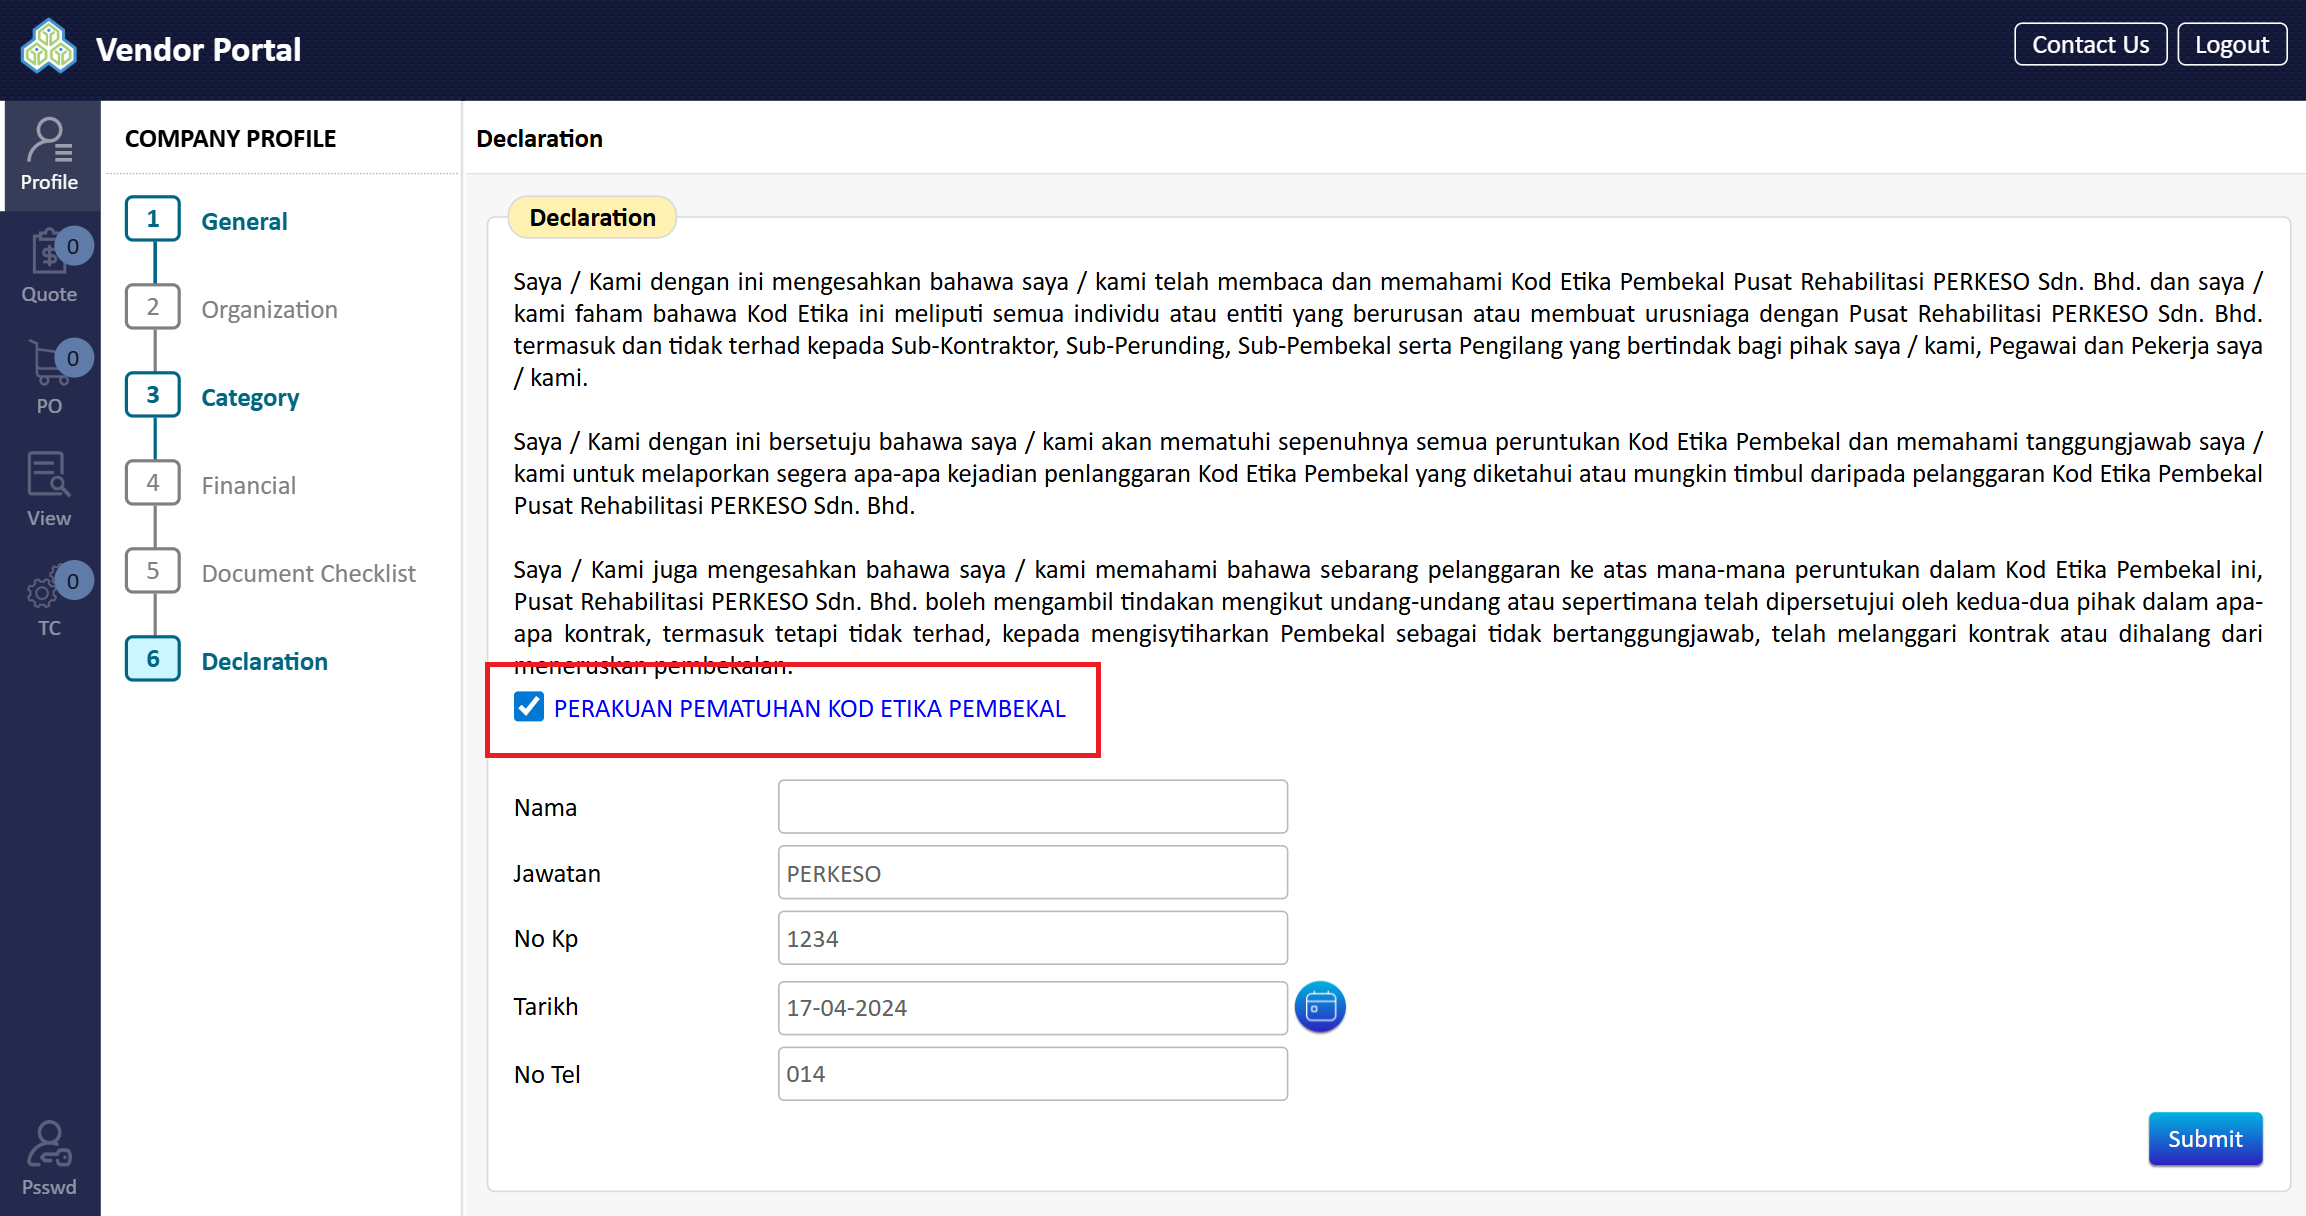 Vendor Portal
Contact Us
Logout
Profile
0
Quote
0
PO
View
0
TC
Psswd
COMPANY PROFILE
1 General
2 Organization
3 Category
4 Financial
5 Document Checklist
6 Declaration
Declaration
Declaration
Saya / Kami dengan ini mengesahkan bahawa saya / kami telah membaca dan memahami Kod Etika Pembekal Pusat Rehabilitasi PERKESO Sdn. Bhd. dan saya /
kami faham bahawa Kod Etika ini meliputi semua individu atau entiti yang berurusan atau membuat urusniaga dengan Pusat Rehabilitasi PERKESO Sdn. Bhd.
termasuk dan tidak terhad kepada Sub-Kontraktor, Sub-Perunding, Sub-Pembekal serta Pengilang yang bertindak bagi pihak saya / kami, Pegawai dan Pekerja saya
/ kami.
Saya / Kami dengan ini bersetuju bahawa saya / kami akan mematuhi sepenuhnya semua peruntukan Kod Etika Pembekal dan memahami tanggungjawab saya /
kami untuk melaporkan segera apa-apa kejadian penlanggaran Kod Etika Pembekal yang diketahui atau mungkin timbul daripada pelanggaran Kod Etika Pembekal
Pusat Rehabilitasi PERKESO Sdn. Bhd.
Saya / Kami juga mengesahkan bahawa saya / kami memahami bahawa sebarang pelanggaran ke atas mana-mana peruntukan dalam Kod Etika Pembekal ini,
Pusat Rehabilitasi PERKESO Sdn. Bhd. boleh mengambil tindakan mengikut undang-undang atau sepertimana telah dipersetujui oleh kedua-dua pihak dalam apa-
apa kontrak, termasuk tetapi tidak terhad, kepada mengisytiharkan Pembekal sebagai tidak bertanggungjawab, telah melanggari kontrak atau dihalang dari
meneruskan pembekalan.
PERAKUAN PEMATUHAN KOD ETIKA PEMBEKAL
Nama
Jawatan PERKESO
No Kp 1234
Tarikh 17-04-2024
No Tel 014
Submit